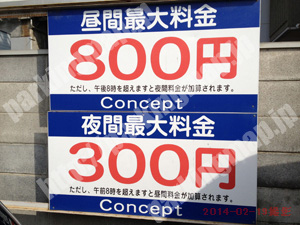 昼間最大料金
800円
ただし、午後8時を超えますと夜間料金が加算されます。
Concept
夜間最大料金
300円
ただし、午前8時を超えますと昼間料金が加算されます。
Concept